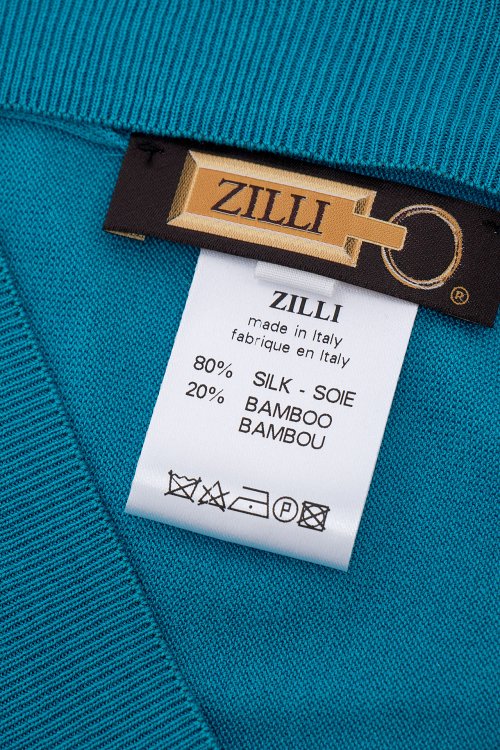 ZILLI
®
ZILLI
made in Italy
fabrique en Italy
80% SILK - SOIE
20% BAMBOO
BAMBOU
P